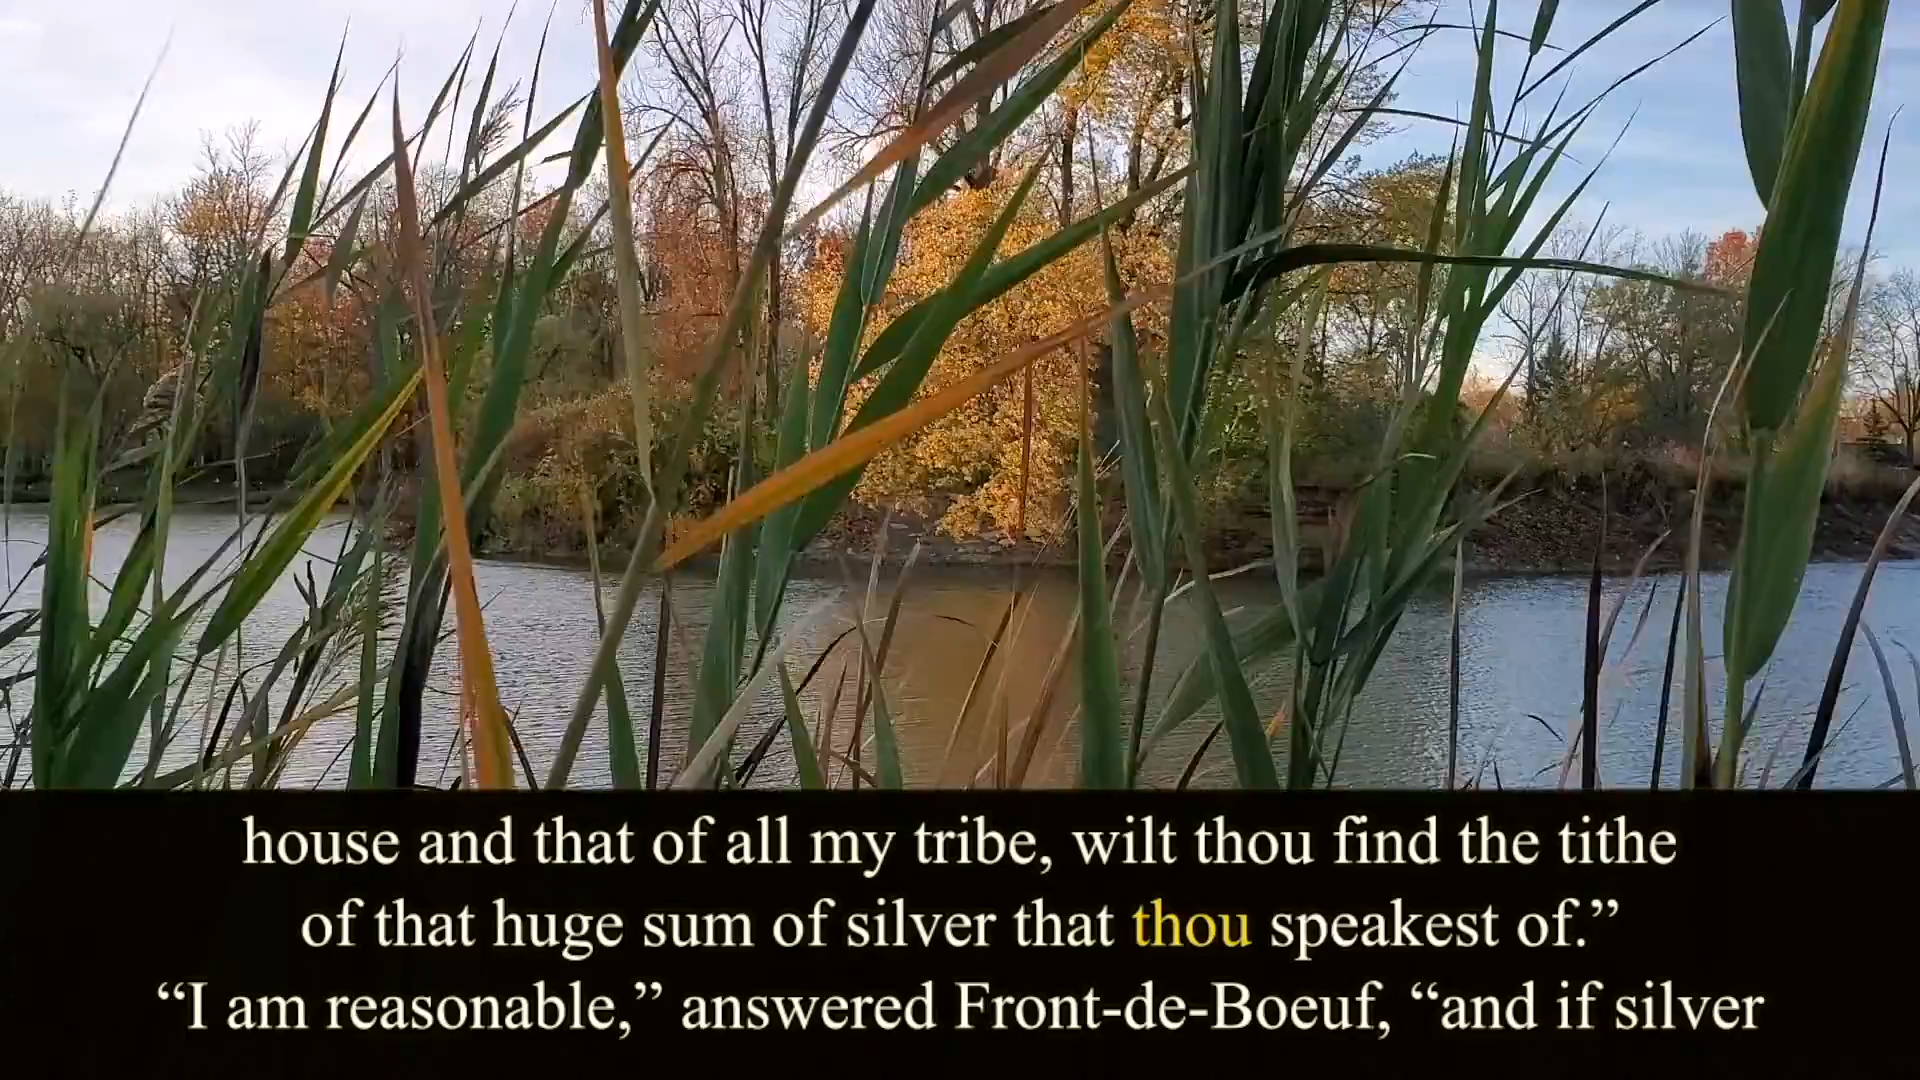 house and that of all my tribe, wilt thou find the tithe
of that huge sum of silver that thou speakest of.”
“I am reasonable,” answered Front-de-Boeuf, “and if silver